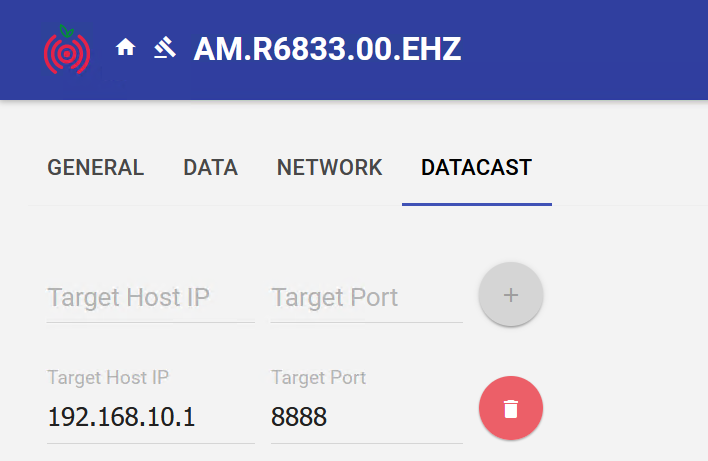 AM.R6833.00.EHZ
GENERAL DATA NETWORK DATACAST
Target Host IP Target Port
+
Target Host IP Target Port
192.168.10.1 8888